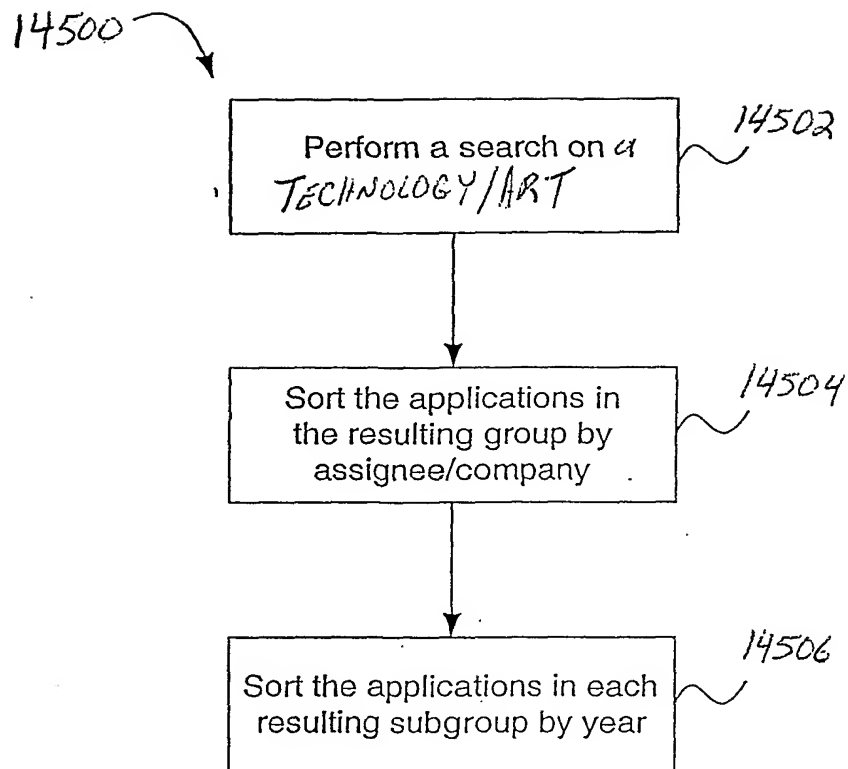 14500
14502
Perform a search on a
TECHNOLOGY/ART
14504
Sort the applications in
the resulting group by
assignee/company
14506
Sort the applications in each
resulting subgroup by year